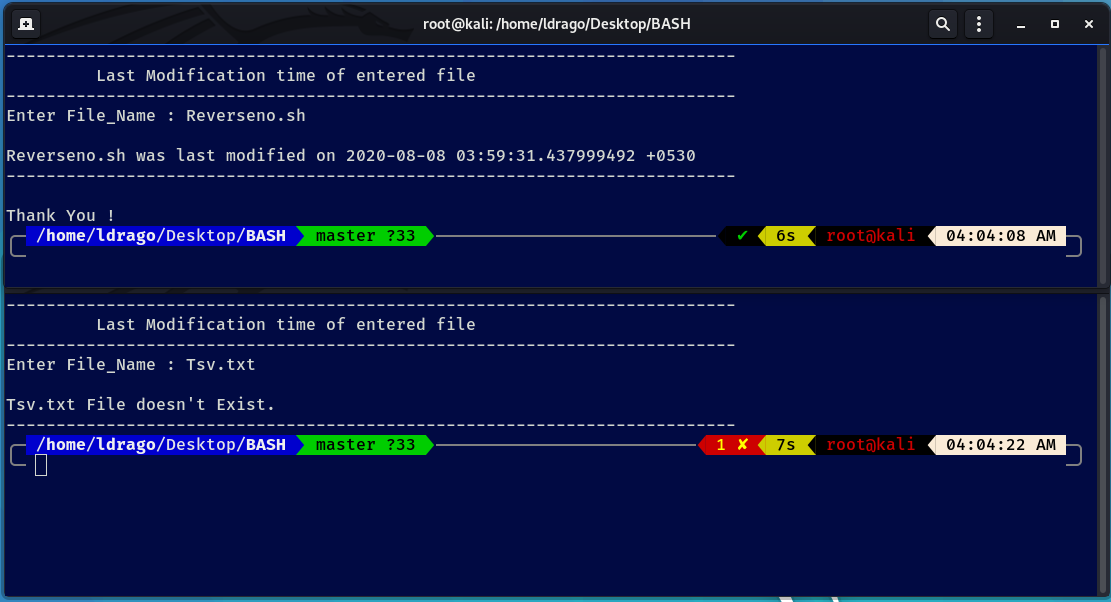 root@kali: /home/ldrago/Desktop/BASH
-------------------------------------------------------------------------
Last Modification time of entered file
-------------------------------------------------------------------------
Enter File_Name : Reverseno.sh
Reverseno.sh was last modified on 2020-08-08 03:59:31.437999492 +0530
-------------------------------------------------------------------------
Thank You !
/home/ldrago/Desktop/BASH master ?33 ✔ 6s root@kali 04:04:08 AM
-------------------------------------------------------------------------
Last Modification time of entered file
-------------------------------------------------------------------------
Enter File_Name : Tsv.txt
Tsv.txt File doesn't Exist.
-------------------------------------------------------------------------
/home/ldrago/Desktop/BASH master ?33 1 ✘ 7s root@kali 04:04:22 AM